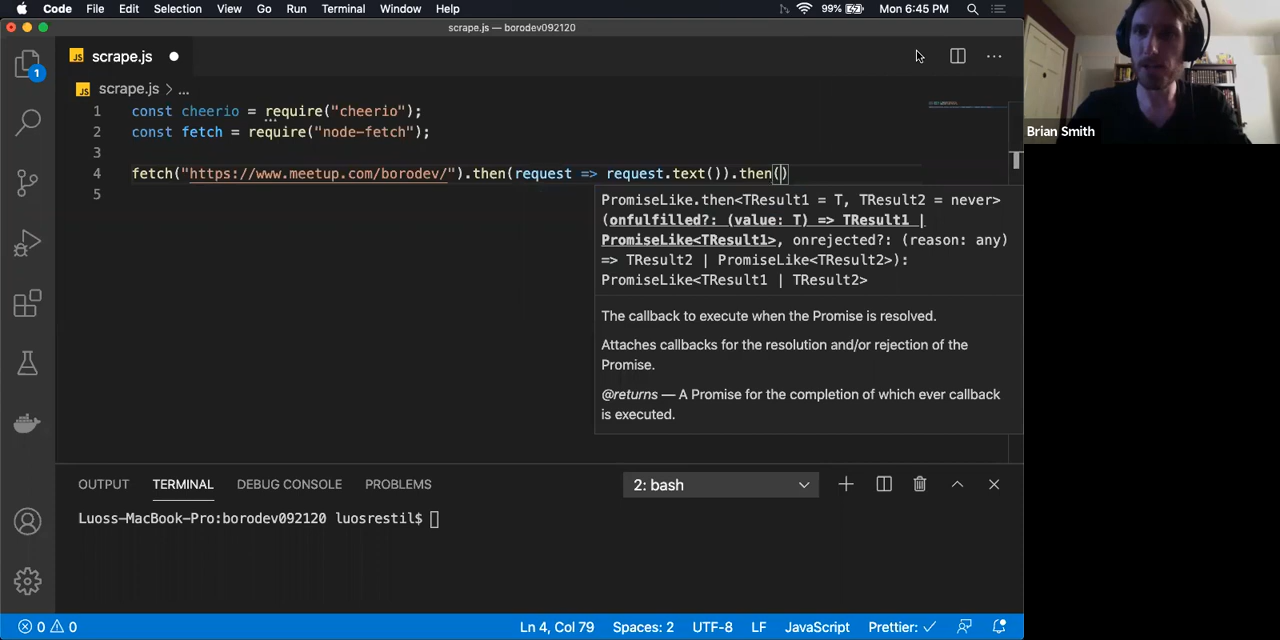 Code File Edit Selection View Go Run Terminal Window Help 99% Mon 6:45 PM
scrape.js — borodev092120
JS scrape.js
JS scrape.js > ...
1 const cheerio = require("cheerio");
2 const fetch = require("node-fetch");
3
4 fetch("https://www.meetup.com/borodev/").then(request => request.text()).then()
5
PromiseLike.then<TResult1 = T, TResult2 = never>
(onfulfilled?: (value: T) => TResult1 |
PromiseLike<TResult1>, onrejected?: (reason: any)
=> TResult2 | PromiseLike<TResult2>):
PromiseLike<TResult1 | TResult2>
The callback to execute when the Promise is resolved.
Attaches callbacks for the resolution and/or rejection of the
Promise.
@returns — A Promise for the completion of which ever callback
is executed.
1
Brian Smith
OUTPUT TERMINAL DEBUG CONSOLE PROBLEMS 2: bash
Luoss-MacBook-Pro:borodev092120 luosrestil$
0 0 Ln 4, Col 79 Spaces: 2 UTF-8 LF JavaScript Prettier: ✓